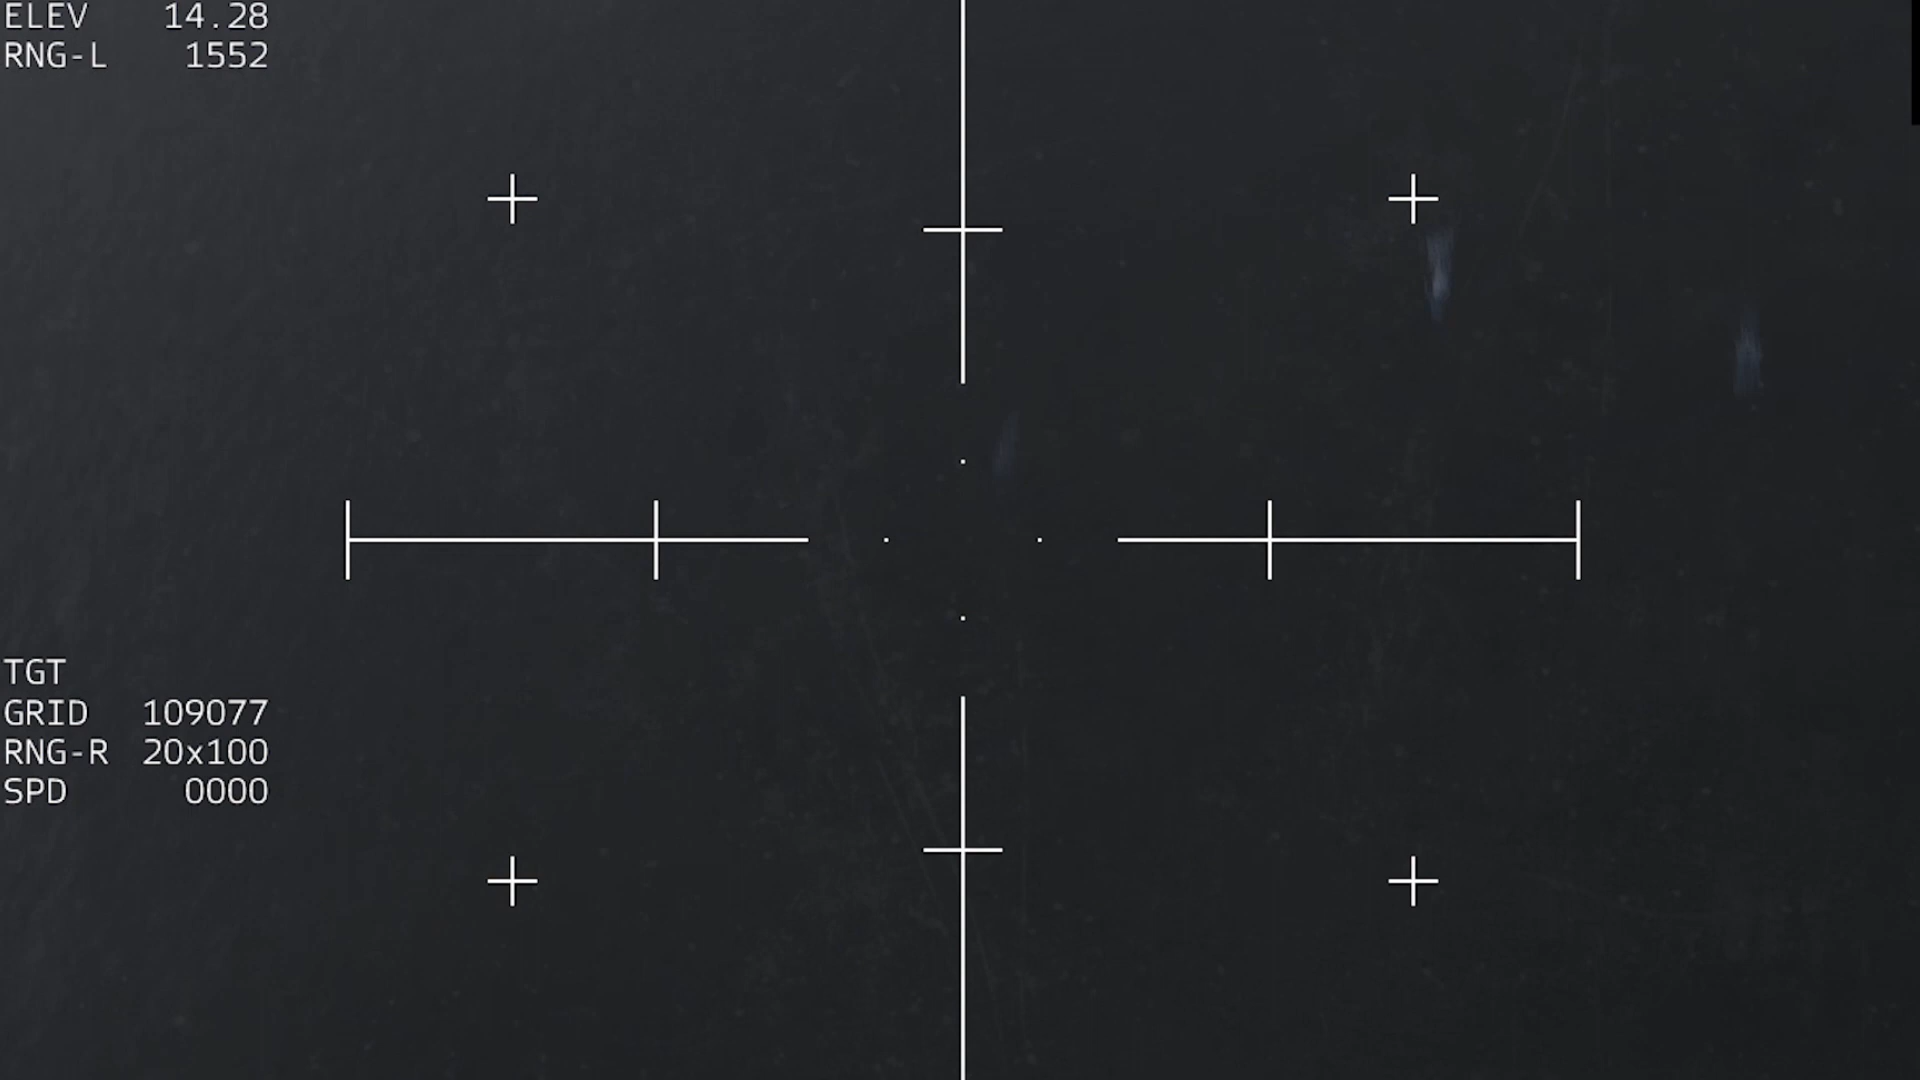 ELEV 14.28
RNG-L 1552
TGT
GRID 109077
RNG-R 20x100
SPD 0000